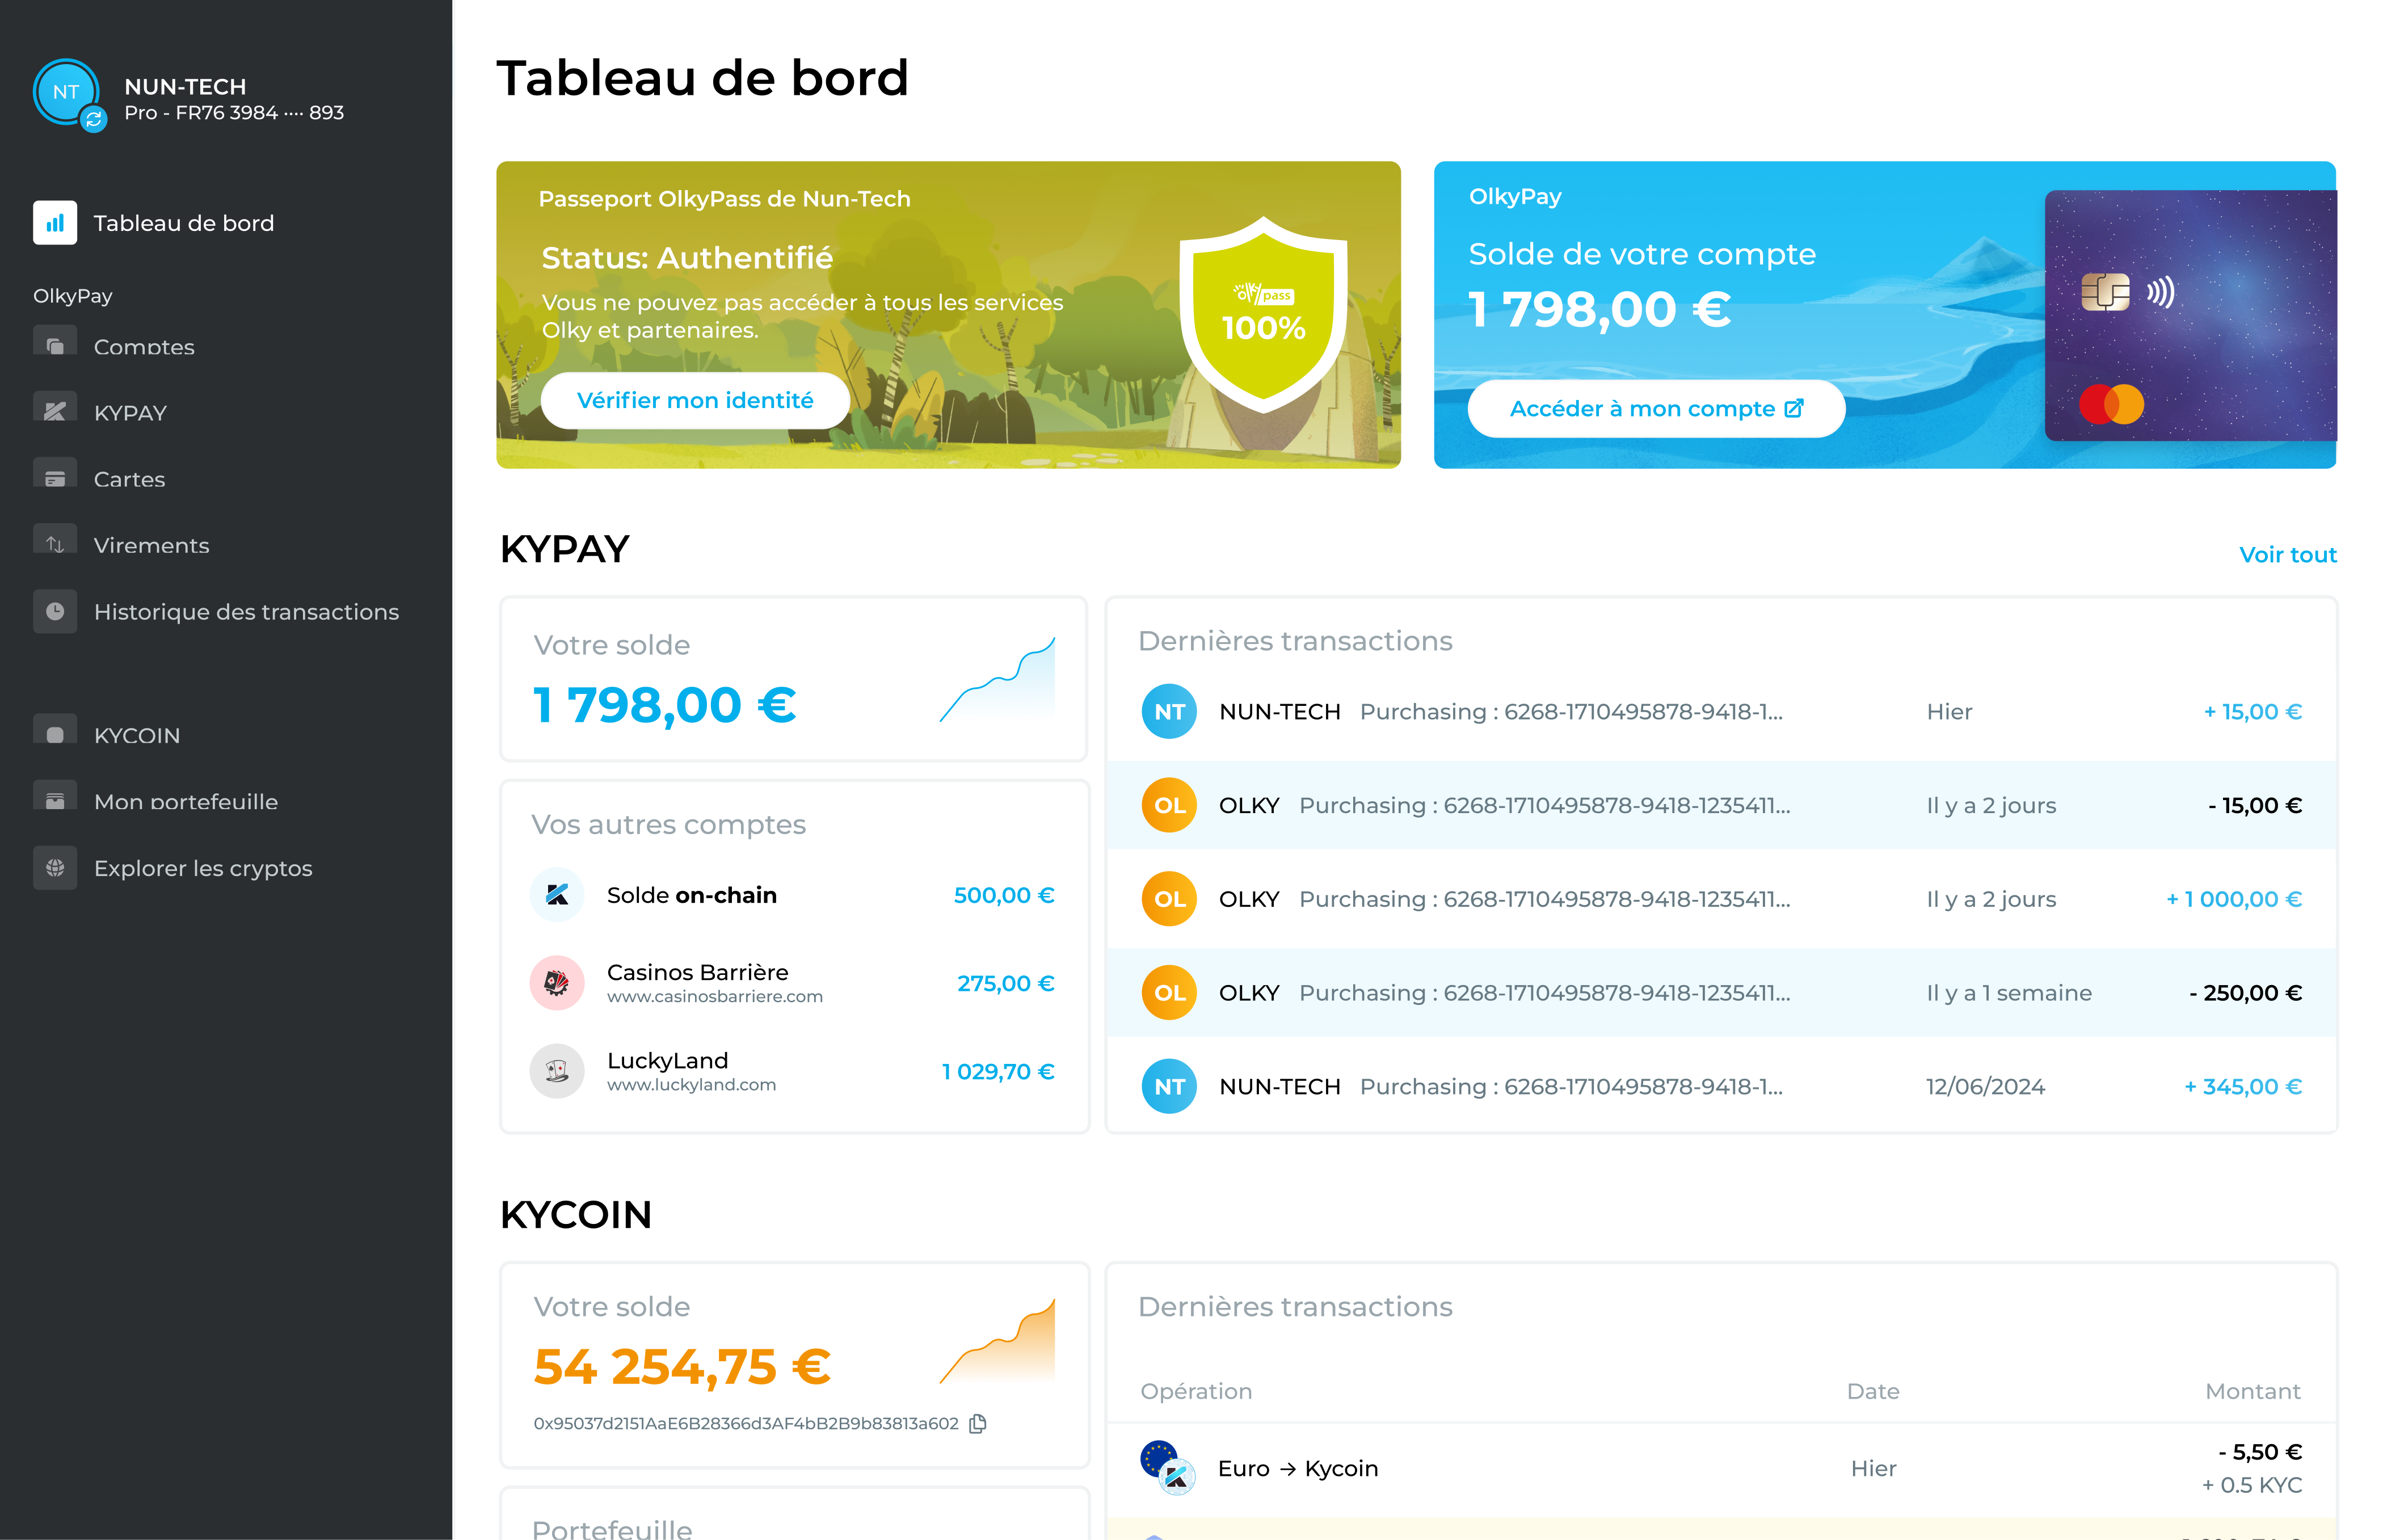 NT
NUN-TECH
Pro - FR76 3984 ···· 893
Tableau de bord
OlkyPay
Comptes
KYPAY
Cartes
Virements
Historique des transactions
KYCOIN
Mon portefeuille
Explorer les cryptos
Tableau de bord
Passeport OlkyPass de Nun-Tech
Status: Authentifié
Vous ne pouvez pas accéder à tous les services
Olky et partenaires.
Vérifier mon identité
olky pass
100%
OlkyPay
Solde de votre compte
1 798,00 €
Accéder à mon compte
KYPAY
Voir tout
Votre solde
1 798,00 €
Vos autres comptes
Solde on-chain 500,00 €
Casinos Barrière
www.casinosbarriere.com
275,00 €
LuckyLand
www.luckyland.com
1 029,70 €
Dernières transactions
NT NUN-TECH Purchasing : 6268-1710495878-9418-1... Hier + 15,00 €
OL OLKY Purchasing : 6268-1710495878-9418-1235411... Il y a 2 jours - 15,00 €
OL OLKY Purchasing : 6268-1710495878-9418-1235411... Il y a 2 jours + 1 000,00 €
OL OLKY Purchasing : 6268-1710495878-9418-1235411... Il y a 1 semaine - 250,00 €
NT NUN-TECH Purchasing : 6268-1710495878-9418-1... 12/06/2024 + 345,00 €
KYCOIN
Votre solde
54 254,75 €
0x95037d2151AaE6B28366d3AF4bB2B9b83813a602
Portefeuille
Dernières transactions
Opération Date Montant
Euro → Kycoin Hier - 5,50 €
+ 0.5 KYC